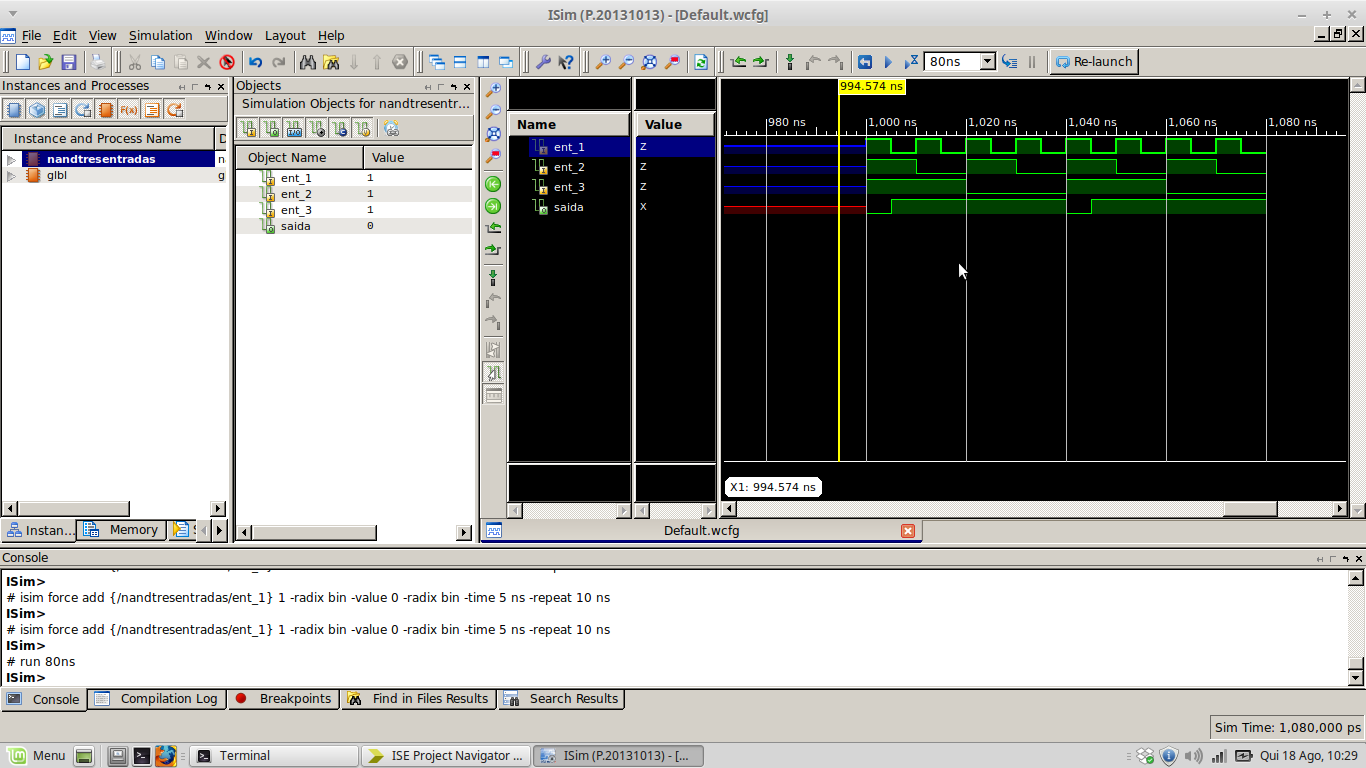 ISim (P.20131013) - [Default.wcfg]
File Edit View Simulation Window Layout Help
80ns Re-launch
Instances and Processes
Instance and Process Name
nandtresentradas n
glbl g
Instan... Memory
Objects
Simulation Objects for nandtresentr...
Object Name Value
ent_1 1
ent_2 1
ent_3 1
saida 0
Name Value
ent_1 Z
ent_2 Z
ent_3 Z
saida X
994.574 ns
980 ns 1,000 ns 1,020 ns 1,040 ns 1,060 ns 1,080 ns
X1: 994.574 ns
Default.wcfg
Console
ISim>
# isim force add {/nandtresentradas/ent_1} 1 -radix bin -value 0 -radix bin -time 5 ns -repeat 10 ns
ISim>
# isim force add {/nandtresentradas/ent_1} 1 -radix bin -value 0 -radix bin -time 5 ns -repeat 10 ns
ISim>
# run 80ns
ISim>
Console Compilation Log Breakpoints Find in Files Results Search Results
Sim Time: 1,080,000 ps
Menu Terminal ISE Project Navigator ... ISim (P.20131013) - [... Qui 18 Ago, 10:29